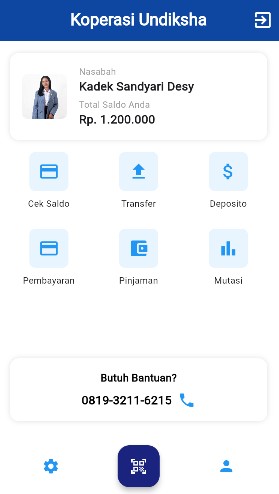 Koperasi Undiksha
Nasabah
Kadek Sandyari Desy
Total Saldo Anda
Rp. 1.200.000
Cek Saldo
Transfer
Deposito
Pembayaran
Pinjaman
Mutasi
Butuh Bantuan?
0819-3211-6215